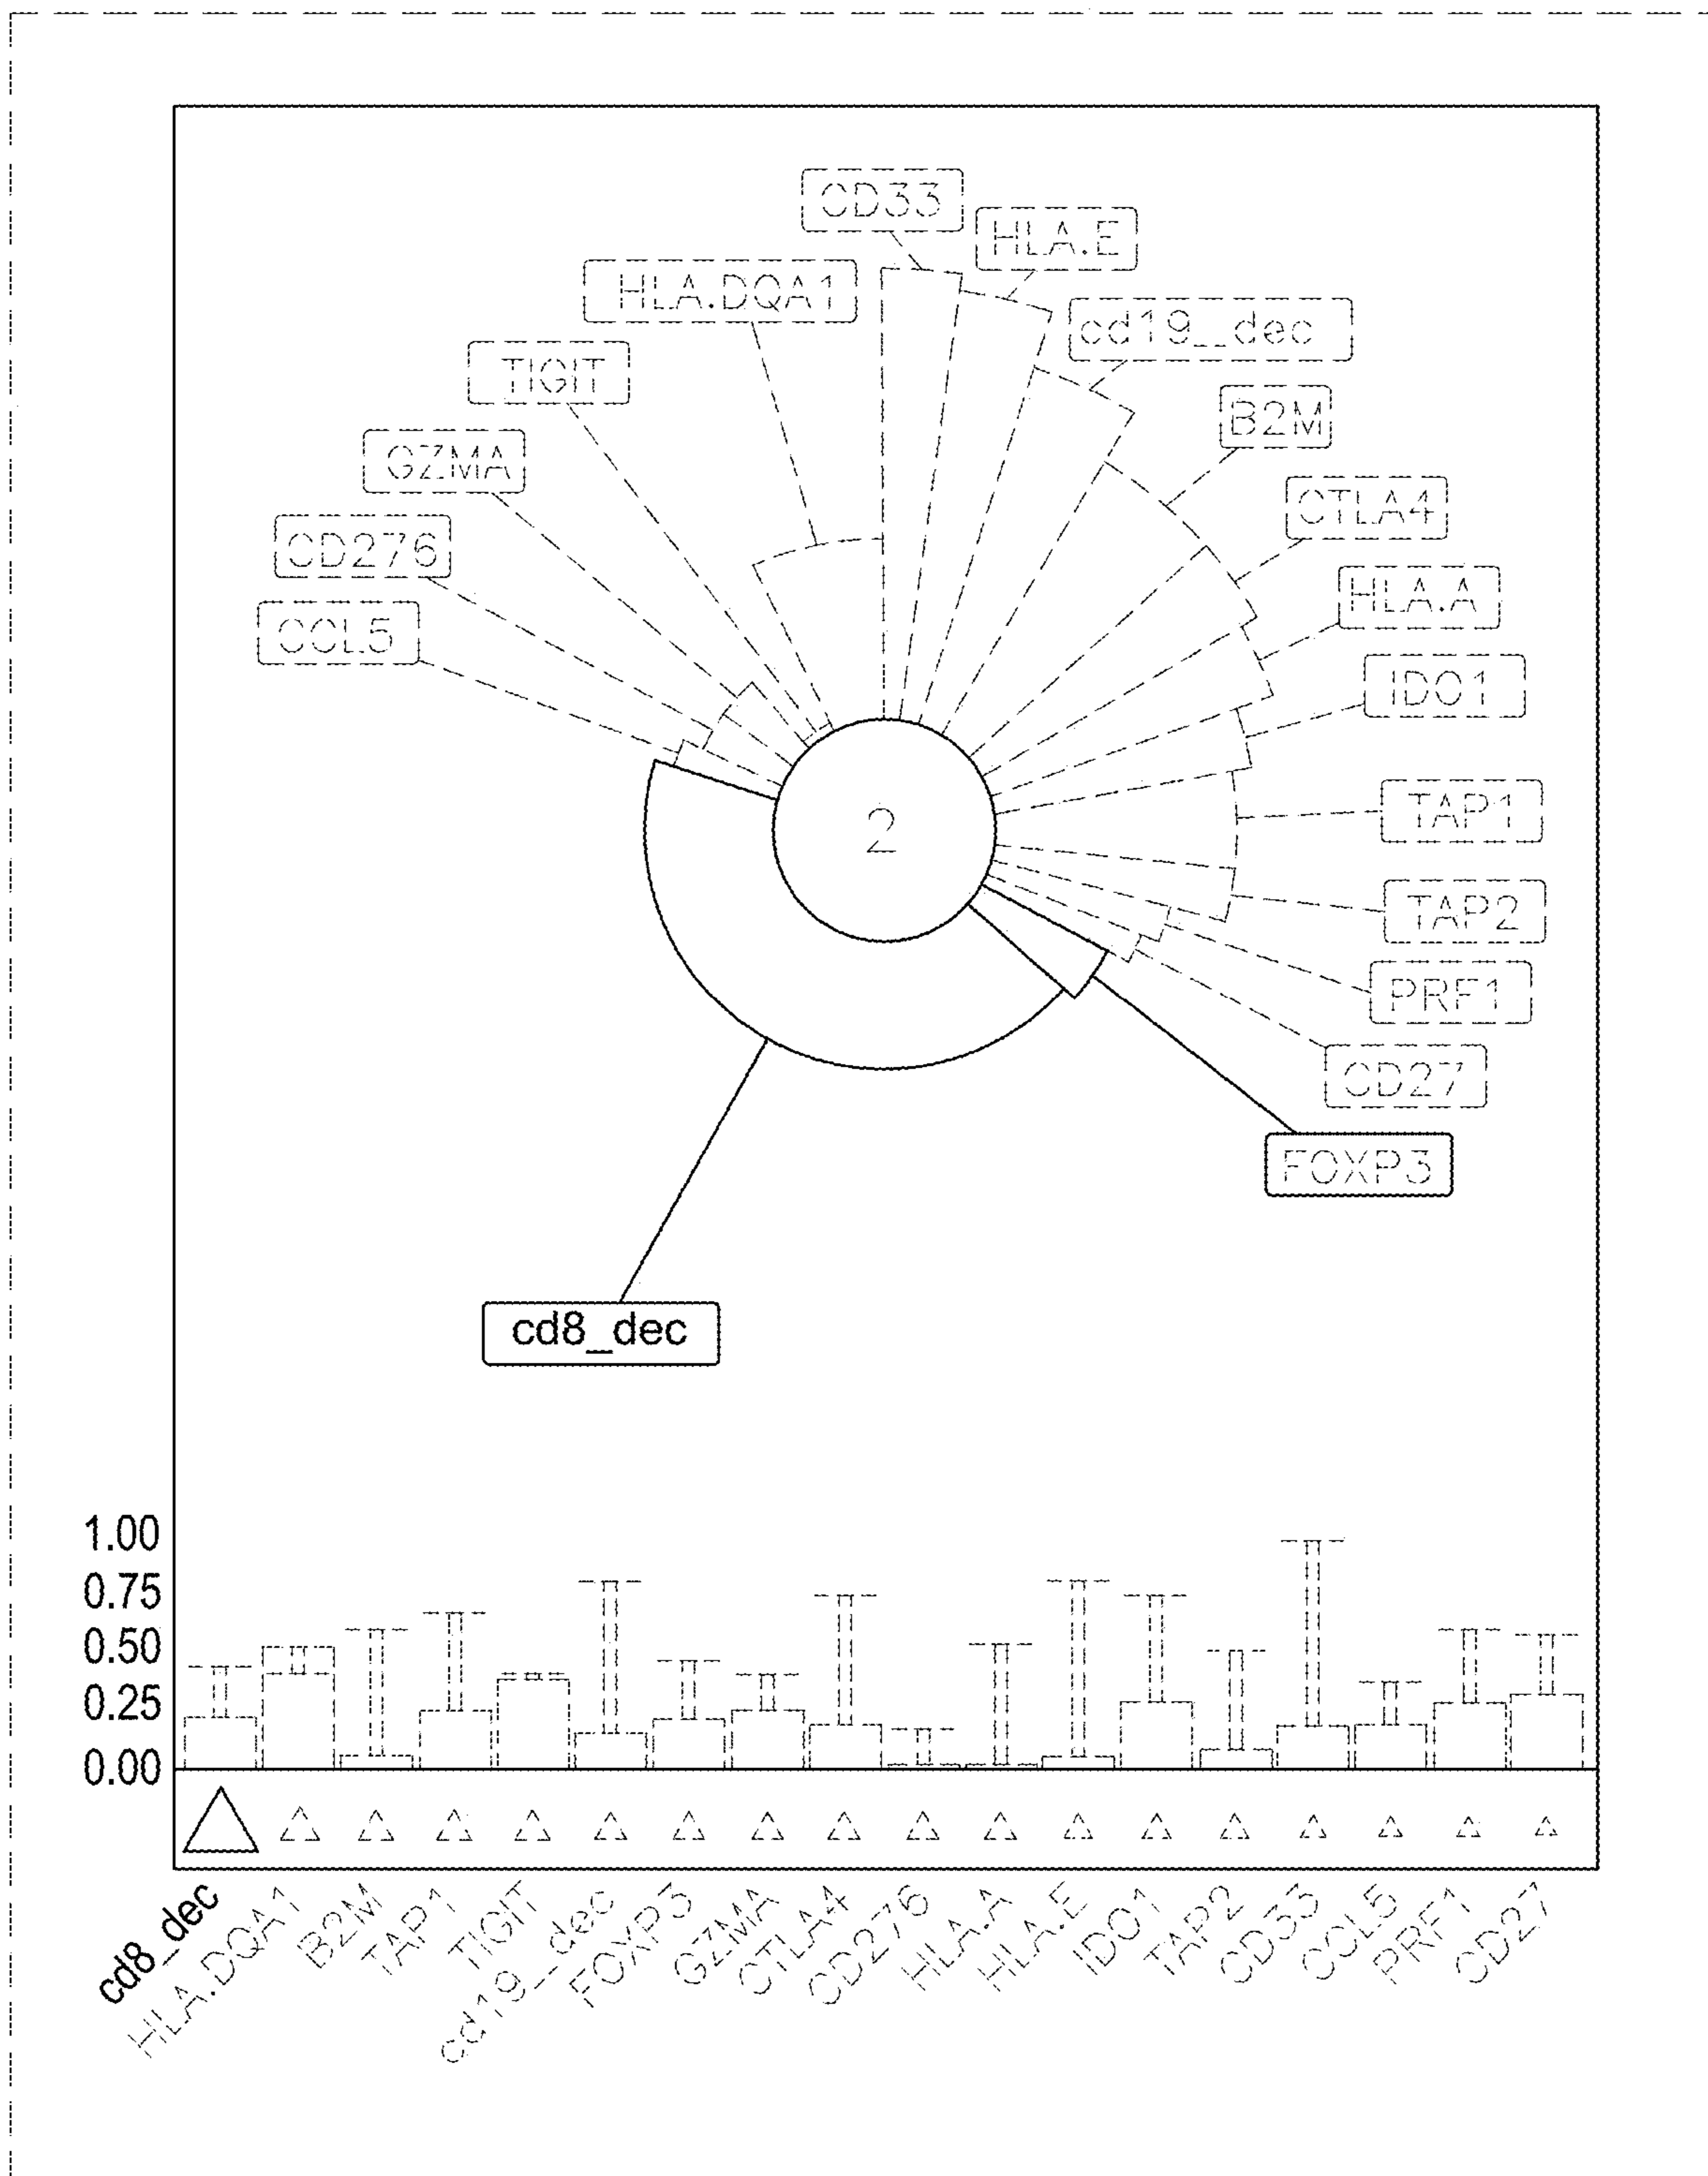 CD33
HLA.E
HLA.DQA1
cd19_dec
TIGIT
B2M
GZMA
CTLA4
CD276
HLA.A
CCL5
IDO1
2
TAP1
TAP2
PRF1
CD27
FOXP3
cd8_dec
1.00
0.75
0.50
0.25
0.00
cd8_dec
HLA.DQA1
B2M
TAP1
TIGIT
cd19_dec
FOXP3
GZMA
CTLA4
CD276
HLA.A
HLA.E
IDO1
TAP2
CD33
CCL5
PRF1
CD27